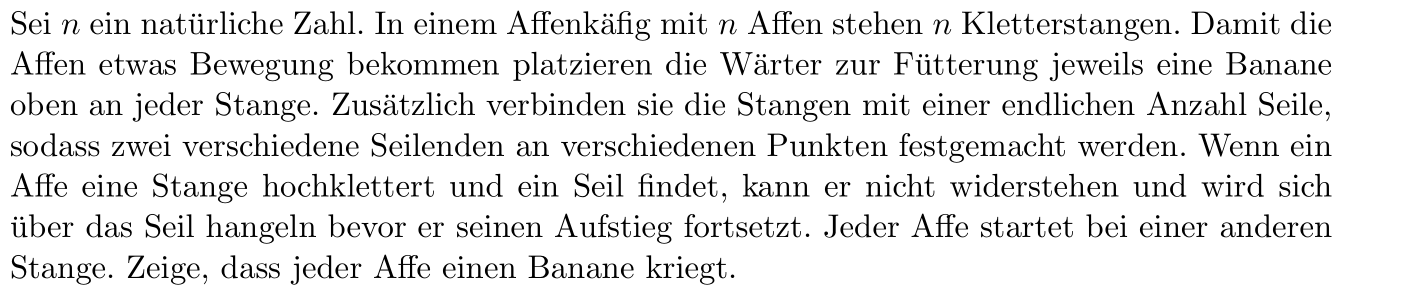 Sei n ein natürliche Zahl. In einem Affenkäfig mit n Affen stehen n Kletterstangen. Damit die
Affen etwas Bewegung bekommen platzieren die Wärter zur Fütterung jeweils eine Banane
oben an jeder Stange. Zusätzlich verbinden sie die Stangen mit einer endlichen Anzahl Seile,
sodass zwei verschiedene Seilenden an verschiedenen Punkten festgemacht werden. Wenn ein
Affe eine Stange hochklettert und ein Seil findet, kann er nicht widerstehen und wird sich
über das Seil hangeln bevor er seinen Aufstieg fortsetzt. Jeder Affe startet bei einer anderen
Stange. Zeige, dass jeder Affe einen Banane kriegt.